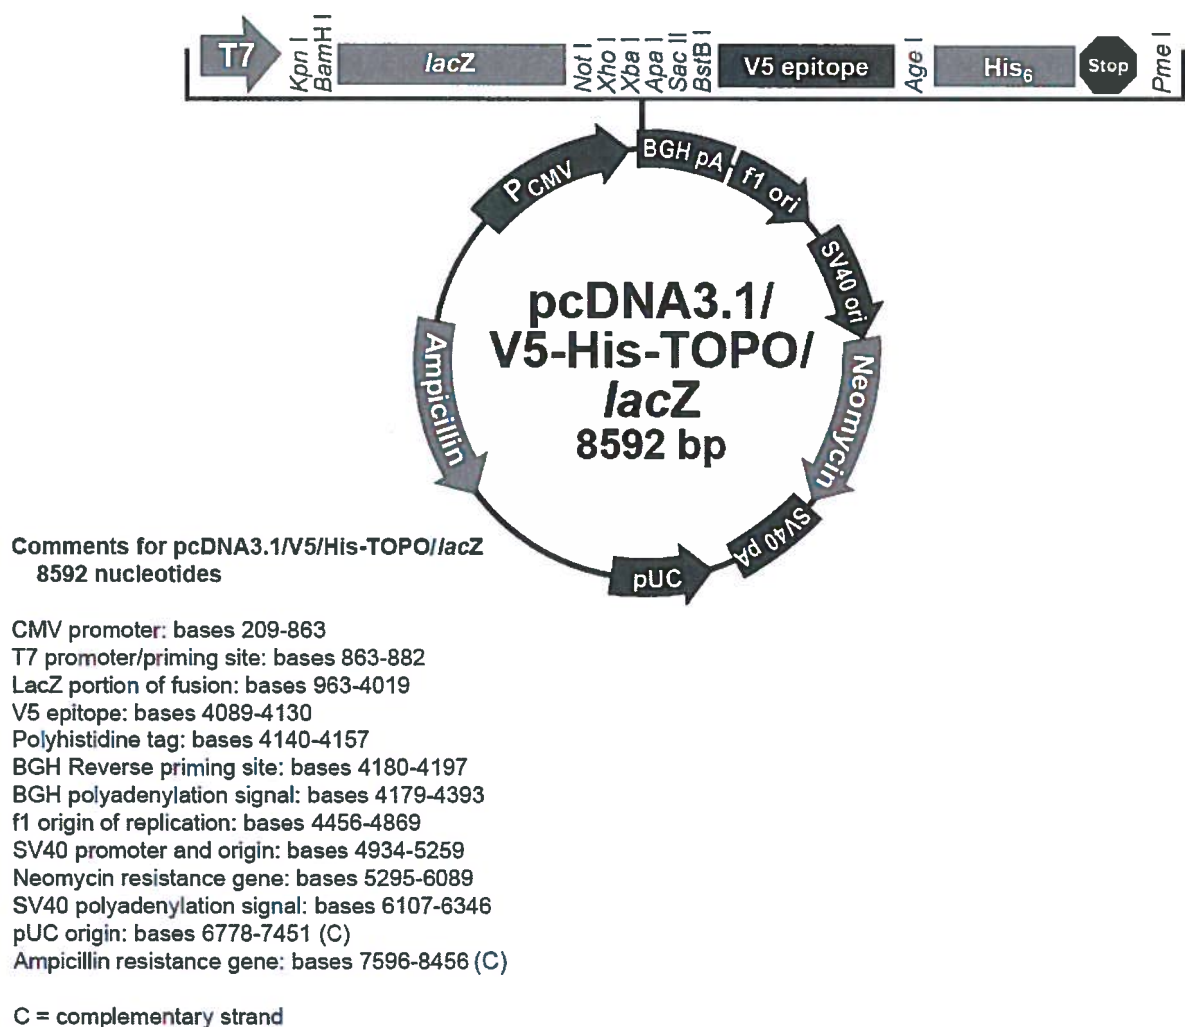 T7
Kpn I
BamH I
lacZ
Not I
Xho I
Xba I
Apa I
Sac II
BstB I
V5 epitope
Age I
His6
Stop
Pme I
PCMV
BGH pA
f1 ori
SV40 ori
Neomycin
SV40 pA
pUC
Ampicillin
pcDNA3.1/
V5-His-TOPO/
lacZ
8592 bp
Comments for pcDNA3.1/V5/His-TOPO/lacZ
8592 nucleotides
CMV promoter: bases 209-863
T7 promoter/priming site: bases 863-882
LacZ portion of fusion: bases 963-4019
V5 epitope: bases 4089-4130
Polyhistidine tag: bases 4140-4157
BGH Reverse priming site: bases 4180-4197
BGH polyadenylation signal: bases 4179-4393
f1 origin of replication: bases 4456-4869
SV40 promoter and origin: bases 4934-5259
Neomycin resistance gene: bases 5295-6089
SV40 polyadenylation signal: bases 6107-6346
pUC origin: bases 6778-7451 (C)
Ampicillin resistance gene: bases 7596-8456 (C)
C = complementary strand